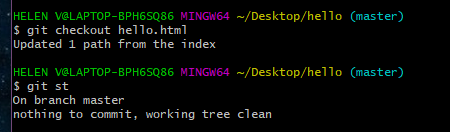 HELEN V@LAPTOP-BPH6SQ86 MINGW64 ~/Desktop/hello (master)
$ git checkout hello.html
Updated 1 path from the index
HELEN V@LAPTOP-BPH6SQ86 MINGW64 ~/Desktop/hello (master)
$ git st
On branch master
nothing to commit, working tree clean